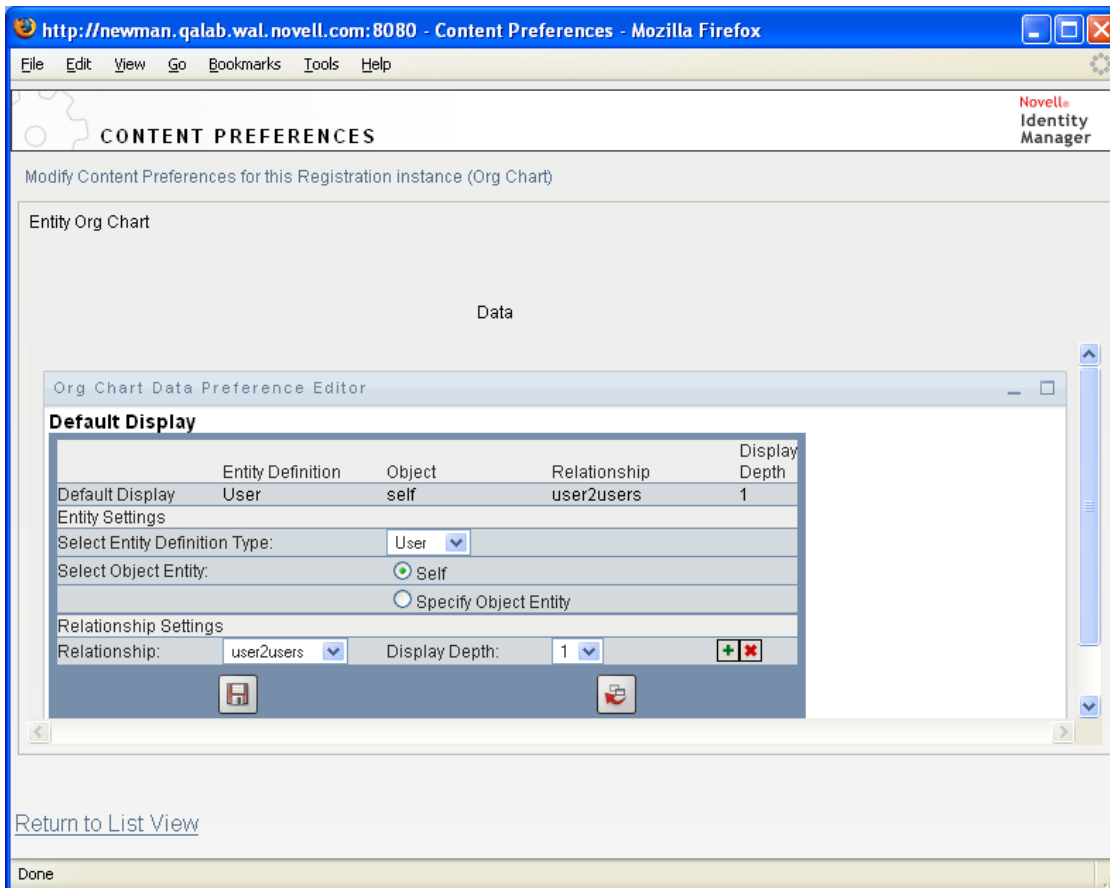 http://newman.qalab.wal.novell.com:8080 - Content Preferences - Mozilla Firefox
File Edit View Go Bookmarks Tools Help
CONTENT PREFERENCES
Novell®
Identity
Manager
Modify Content Preferences for this Registration instance (Org Chart)
Entity Org Chart
Data
Org Chart Data Preference Editor
Default Display
Entity Definition Object Relationship Display Depth
Default Display User self user2users 1
Entity Settings
Select Entity Definition Type: User
Select Object Entity: Self
Specify Object Entity
Relationship Settings
Relationship: user2users Display Depth: 1
Return to List View
Done